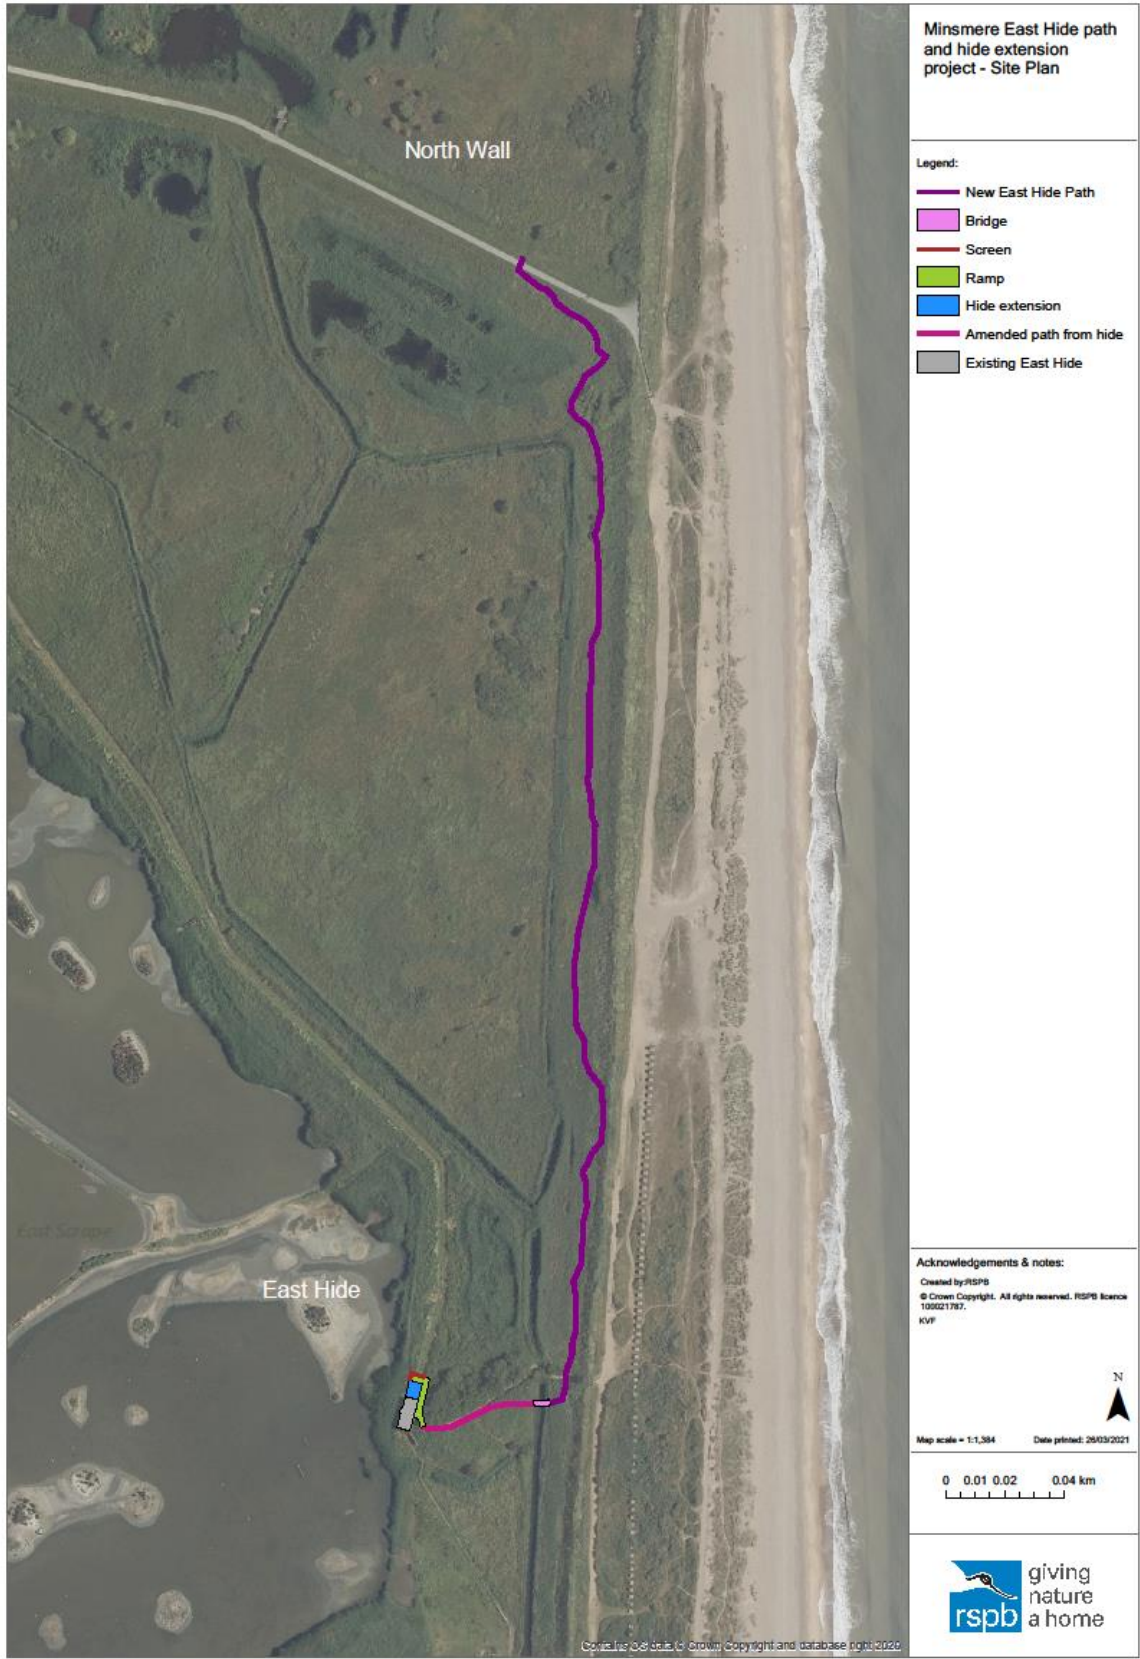 Minsmere East Hide path
and hide extension
project - Site Plan
North Wall
Legend:
New East Hide Path
Bridge
Screen
Ramp
Hide extension
Amended path from hide
Existing East Hide
East Scrape
East Hide
Acknowledgements & notes:
Created by:RSPB
© Crown Copyright. All rights reserved. RSPB licence
100021787.
KVF
N
Map scale = 1:1,384 Date printed: 26/03/2021
0 0.01 0.02 0.04 km
rspb
giving
nature
a home
Contains OS data © Crown Copyright and database right 2020